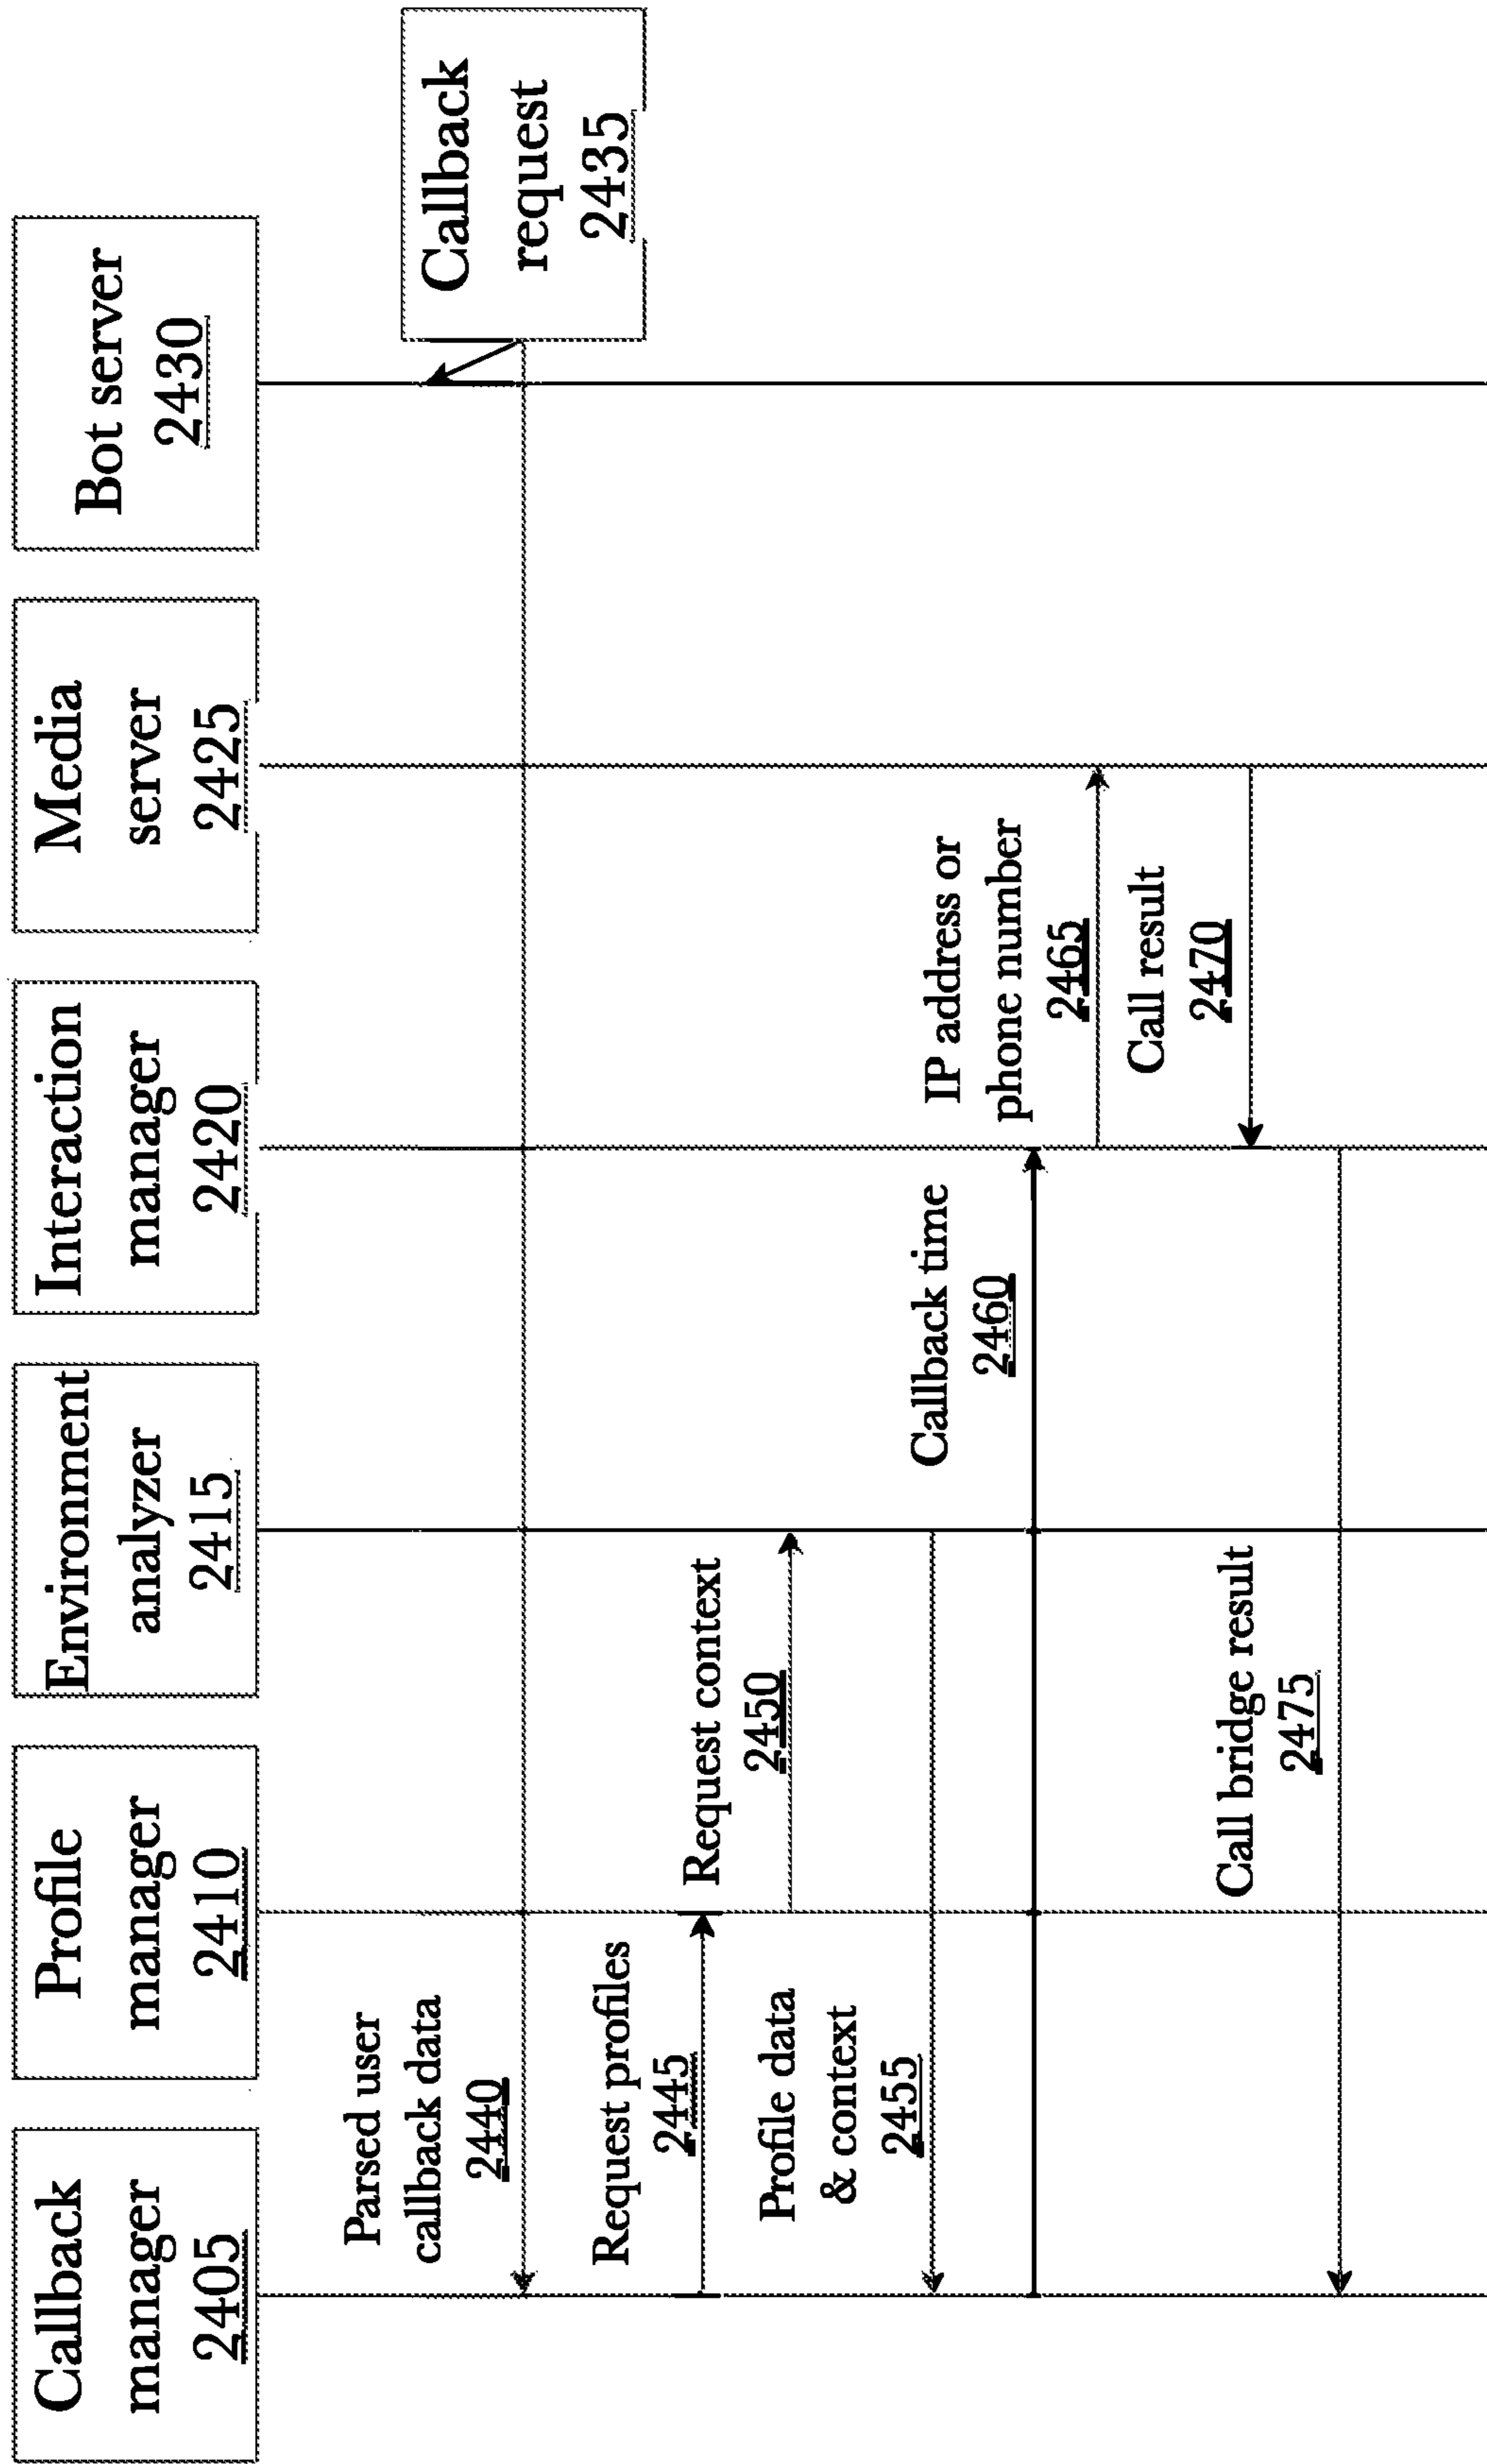 Callback
manager
2405
Profile
manager
2410
Environment
analyzer
2415
Interaction
manager
2420
Media
server
2425
Bot server
2430
Callback
request
2435
Parsed user
callback data
2440
Request profiles
2445
Request context
2450
Profile data
& context
2455
Callback time
2460
IP address or
phone number
2465
Call result
2470
Call bridge result
2475